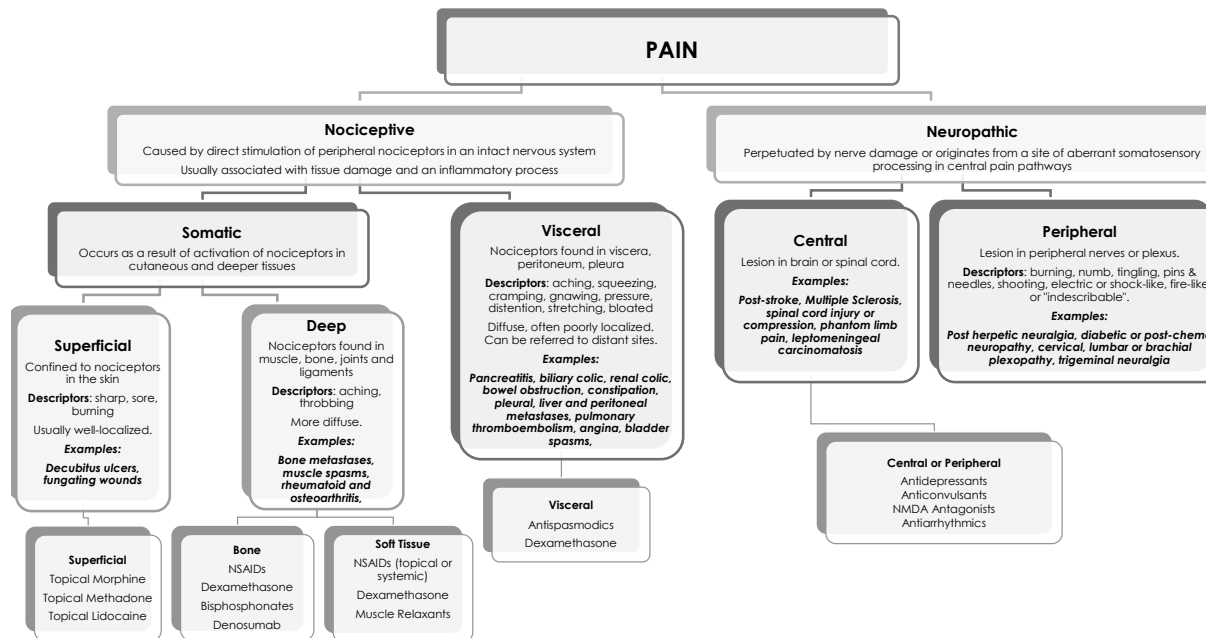 PAIN
Nociceptive
Caused by direct stimulation of peripheral nociceptors in an intact nervous system
Usually associated with tissue damage and an inflammatory process
Neuropathic
Perpetuated by nerve damage or originates from a site of aberrant somatosensory
processing in central pain pathways
Somatic
Occurs as a result of activation of nociceptors in
cutaneous and deeper tissues
Superficial
Confined to nociceptors
in the skin
Descriptors: sharp, sore,
burning
Usually well-localized.
Examples:
Decubitus ulcers,
fungating wounds
Deep
Nociceptors found in
muscle, bone, joints and
ligaments
Descriptors: aching,
throbbing
More diffuse.
Examples:
Bone metastases,
muscle spasms,
rheumatoid and
osteoarthritis,
Visceral
Nociceptors found in viscera,
peritoneum, pleura
Descriptors: aching, squeezing,
cramping, gnawing, pressure,
distention, stretching, bloated
Diffuse, often poorly localized.
Can be referred to distant sites.
Examples:
Pancreatitis, biliary colic, renal colic,
bowel obstruction, constipation,
pleural, liver and peritoneal
metastases, pulmonary
thromboembolism, angina, bladder
spasms,
Central
Lesion in brain or spinal cord.
Examples:
Post-stroke, Multiple Sclerosis,
spinal cord injury or
compression, phantom limb
pain, leptomeningeal
carcinomatosis
Peripheral
Lesion in peripheral nerves or plexus.
Descriptors: burning, numb, tingling, pins &
needles, shooting, electric or shock-like, fire-like
or "indescribable".
Examples:
Post herpetic neuralgia, diabetic or post-chemo
neuropathy, cervical, lumbar or brachial
plexopathy, trigeminal neuralgia
Superficial
Topical Morphine
Topical Methadone
Topical Lidocaine
Bone
NSAIDs
Dexamethasone
Bisphosphonates
Denosumab
Soft Tissue
NSAIDs (topical or
systemic)
Dexamethasone
Muscle Relaxants
Visceral
Antispasmodics
Dexamethasone
Central or Peripheral
Antidepressants
Anticonvulsants
NMDA Antagonists
Antiarrhythmics